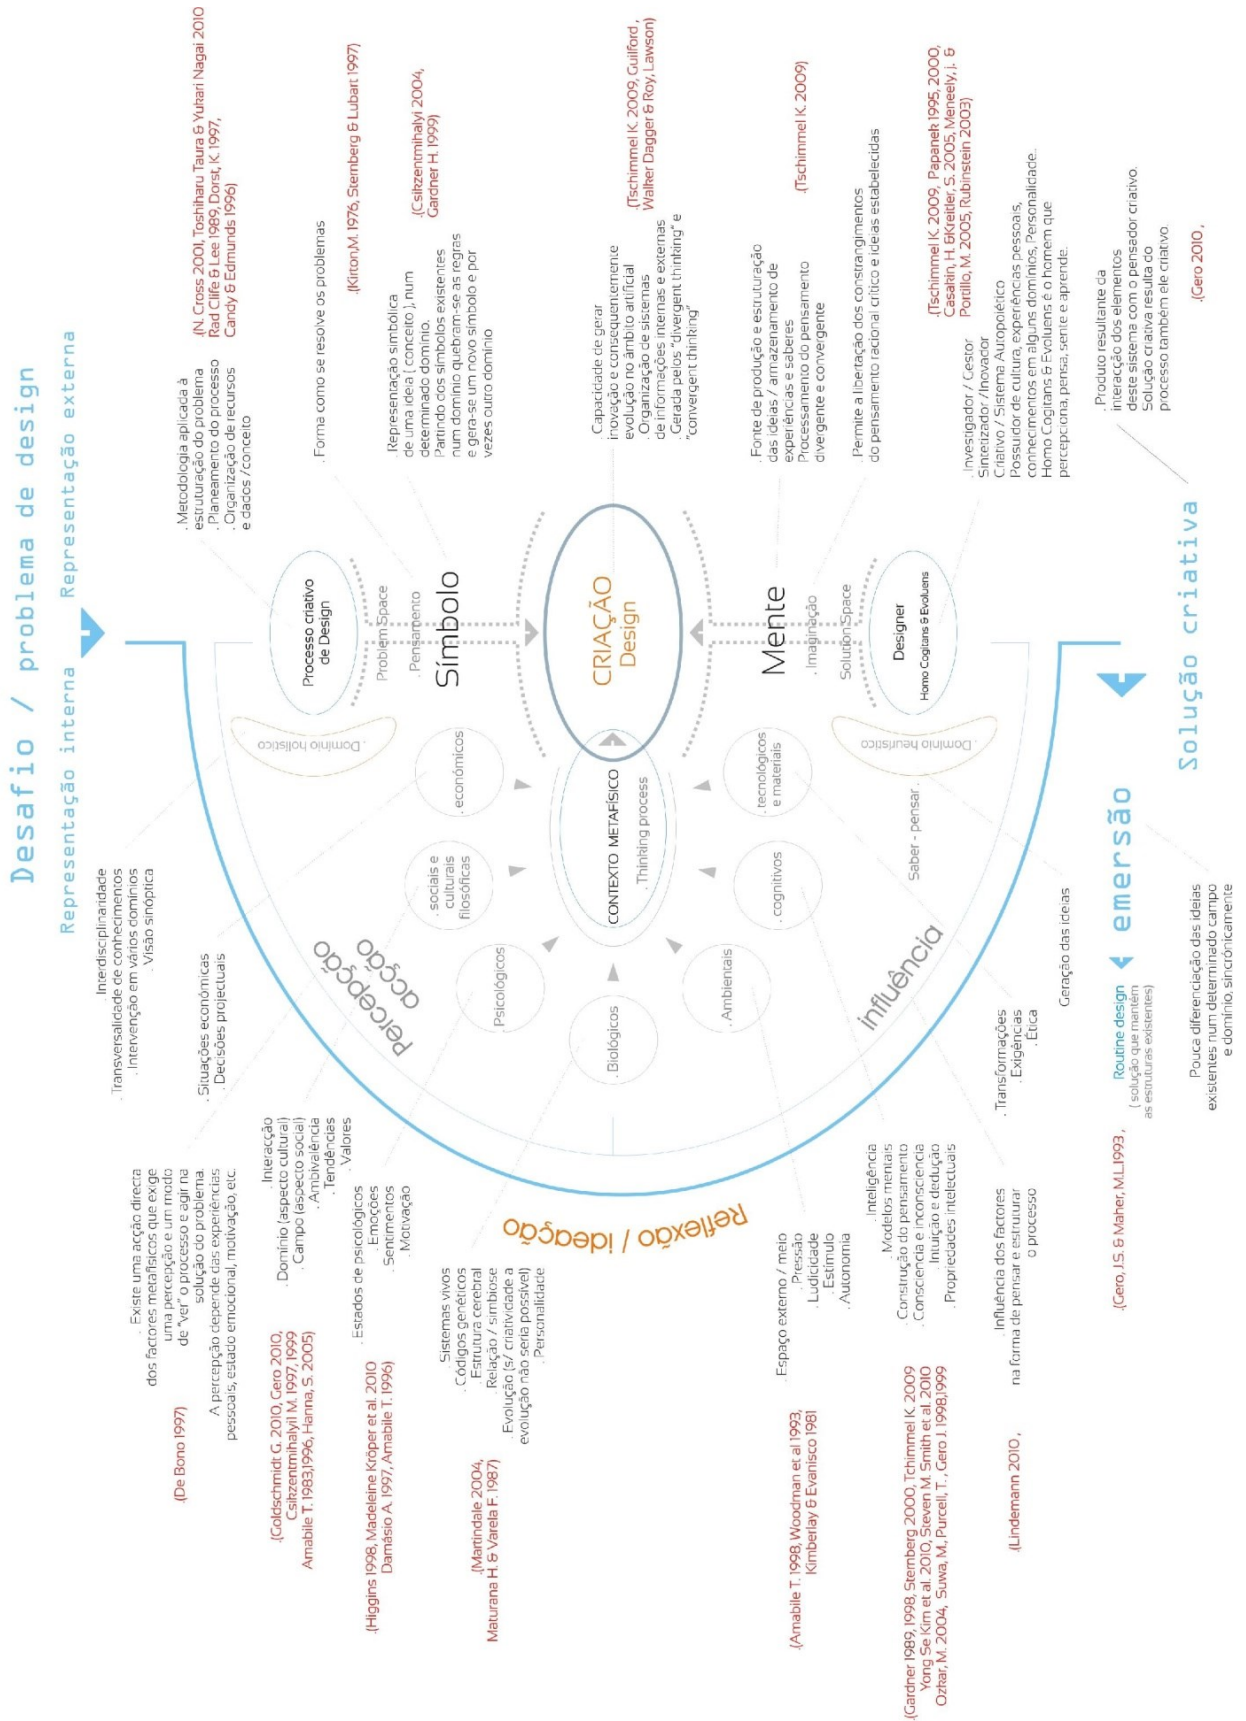 Desafio / problema de design
Representação interna
Representação externa
. Interdisciplinaridade
. Transversalidade de conhecimentos
. Intervenção em vários domínios
. Visão sinóptica
. Metodologia aplicada à
estruturação do problema
. Planeamento do processo
. Organização de recursos
e dados /conceito
.(N. Cross 2001, Toshiharu Taura & Yukari Nagai 2010
Rad Clife & Lee 1989, Dorst, K. 1997,
Candy & Edmunds 1996)
. Situações económicas
. Decisões projectuais
. Existe uma acção directa
dos factores metafísicos que exige
uma percepção e um modo
de "ver" o processo e agir na
solução do problema.
A percepção depende das experiências
pessoais, estado emocional, motivação, etc.
.(De Bono 1997)
. Interacção
. Domínio (aspecto cultural)
. Campo (aspecto social)
. Ambivalência
. Tendências
. Valores
.(Goldschmidt G. 2010, Gero 2010,
Csikzentmihalyil M. 1997, 1999
Amabile T. 1983,1996, Hanna, S. 2005)
. Estados de psicológicos
. Emoções
. Sentimentos
. Motivação
.(Higgins 1998, Madeleine Kröper et al. 2010
Damásio A. 1997, Amabile T. 1996)
. Sistemas vivos
. Códigos genéticos
. Estrutura cerebral
. Relação / simbiose
. Evolução (s/ criatividade a
evolução não seria possível)
. Personalidade
.(Martindale 2004,
Maturana H. & Varela F. 1987)
. Espaço externo / meio
. Pressão
. Ludicidade
. Estímulo
. Autonomia
.(Amabile T. 1998, Woodman et al 1993,
Kimberlay & Evanisco 1981
. Inteligência
. Modelos mentais
. Construção do pensamento
. Consciencia e inconsciencia
. Intuição e dedução
. Propriedades intelectuais
.(Gardner 1989,1998, Sternberg 2000, Tchimmel K. 2009
Yong Se Kim et al. 2010, Steven M. Smith et al. 2010
Ozkar, M. 2004, Suwa, M., Purcell, T. , Gero J. 1998,1999
. Influência dos factores
na forma de pensar e estruturar
o processo
.(Lindemann 2010 ,
. Transformações
. Exigências
. Ética
Geração das ideias
Reflexão / ideação
Percepção
acção
influência
. Domínio holístico
Processo criativo
de Design
Problem Space
. Pensamento
Símbolo
. económicos
. sociais e
culturais
filosóficas
Psicológicos
. Biológicos
. Ambientais
. cognitivos
. tecnológicos
e materiais
CONTEXTO METAFÍSICO
. Thinking process
CRIAÇÃO
Design
Mente
. Imaginação
Solution Space
Designer
Homo Cogitans & Evoluens
. Domínio heurístico
Saber - pensar .
. Forma como se resolve os problemas
.(Kirton,M. 1976, Sternberg & Lubart 1997)
. Representação simbolica
de uma ideia ( conceito ), num
determinado domínio.
Partindo dos símbolos existentes
num domínio quebram-se as regras
e gera-se um novo símbolo e por
vezes outro domínio
.(Csikzentmihalyi 2004,
Gardner H. 1999)
. Capacidade de gerar
inovação e consequentemente
evolução no âmbito artificial
. Organização de sistemas
de informações internas e externas
. Gerada pelos "divergent thinking" e
"convergent thinking"
.(Tschimmel K. 2009, Guilford ,
Walker Dagger & Roy, Lawson)
. Fonte de produção e estruturação
das ideias / armazenamento de
experiências e saberes
Processamento do pensamento
divergente e convergente
.(Tschimmel K. 2009)
. Permite a libertação dos constrangimentos
do pensamento racional crítico e ideias estabelecidas
. Investigador / Gestor
Sintetizador /Inovador
Criativo / Sistema Autopoiético
Possuidor de cultura, experiências pessoais,
conhecimentos em alguns domínios, Personalidade..
Homo Cogitans & Evoluens é o homem que
percepciona, pensa, sente e aprende.
.(Tschimmel K. 2009, Papanek 1995, 2000,
Casakin, H. &Kreitler, S. 2005, Meneely, j. &
Portillo, M. 2005, Rubinstein 2003)
. Produto resultante da
interacção dos elementos
deste sistema com o pensador criativo.
Solução criativa resulta do
processo também ele criativo.
.(Gero 2010 ,
.(Gero, J.S. & Maher, M.L.1993 ,
Routine design
( solução que mantém
as estruturas existentes)
emersão
Solução criativa
Pouca diferenciação das ideias
existentes num determinado campo
e domínio, sincrónicamente